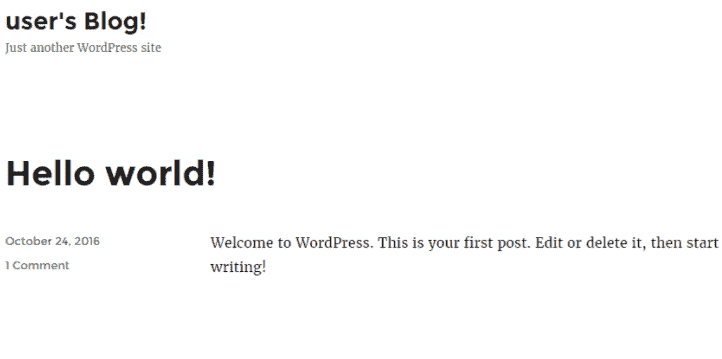 user's Blog!
Just another WordPress site
Hello world!
October 24, 2016
1 Comment
Welcome to WordPress. This is your first post. Edit or delete it, then start
writing!